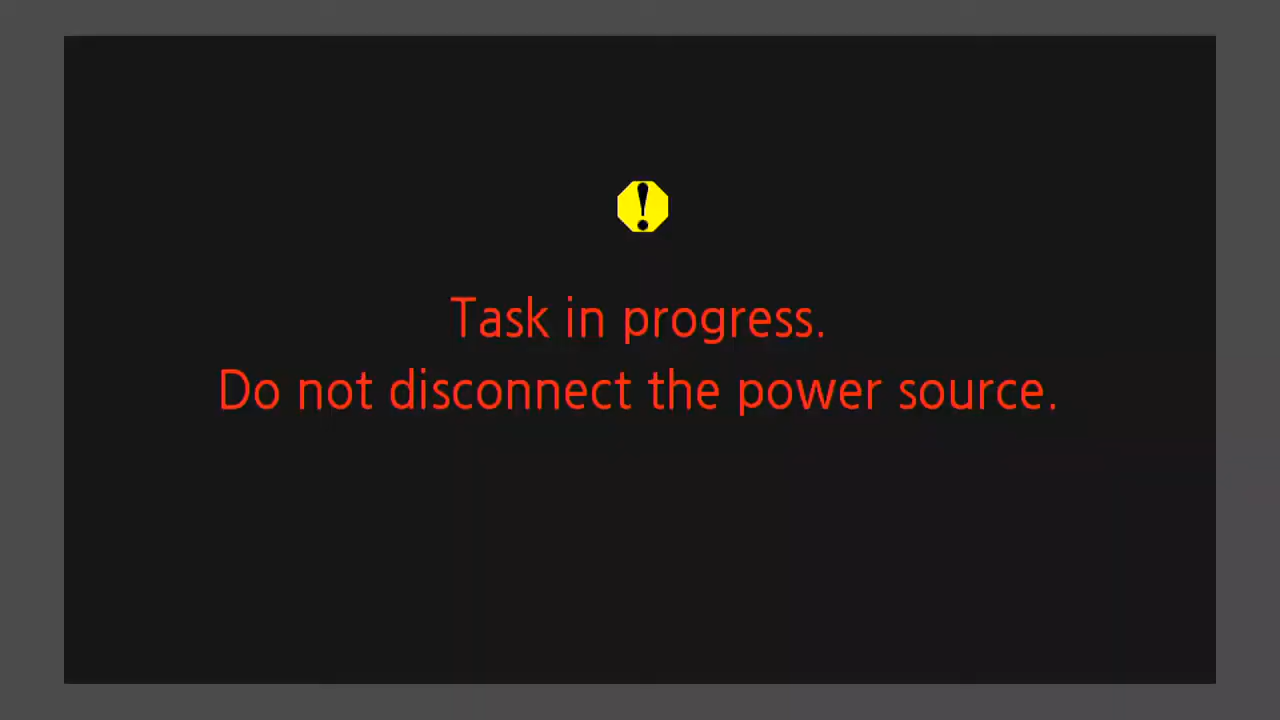 Task in progress.
Do not disconnect the power source.